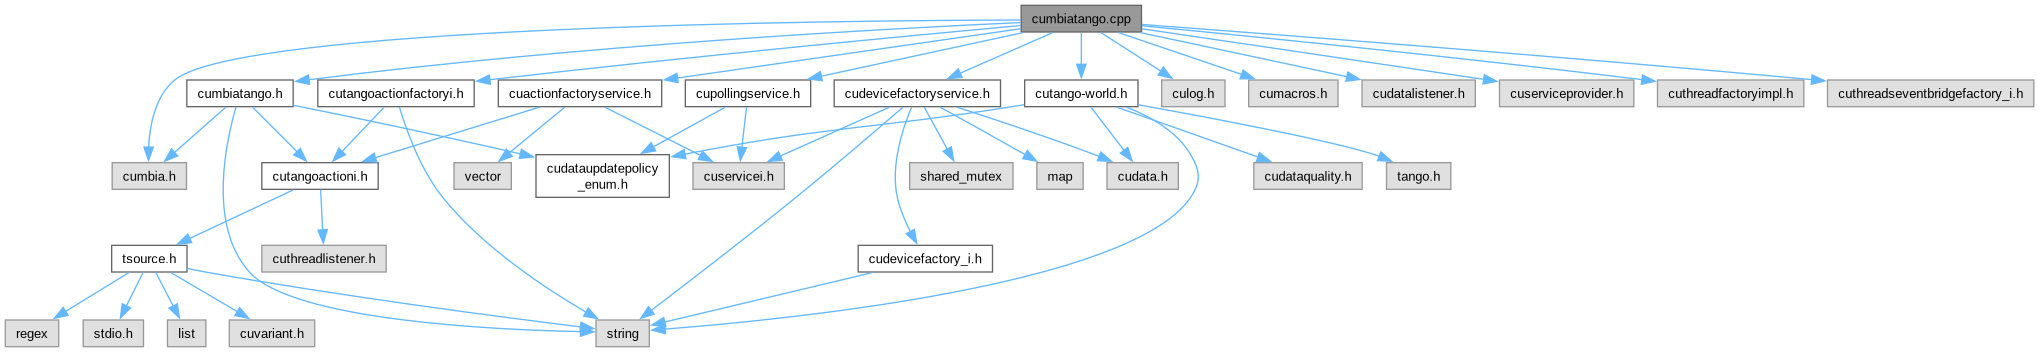 cumbiatango.cpp
cumbiatango.h
cutangoactionfactoryi.h
cuactionfactoryservice.h
cupollingservice.h
cudevicefactoryservice.h
cutango-world.h
culog.h
cumacros.h
cudatalistener.h
cuserviceprovider.h
cuthreadfactoryimpl.h
cuthreadseventbridgefactory_i.h
cumbia.h
cutangoactioni.h
vector
cudataupdatepolicy
_enum.h
cuservicei.h
shared_mutex
map
cudata.h
cudataquality.h
tango.h
tsource.h
cuthreadlistener.h
cudevicefactory_i.h
regex
stdio.h
list
cuvariant.h
string